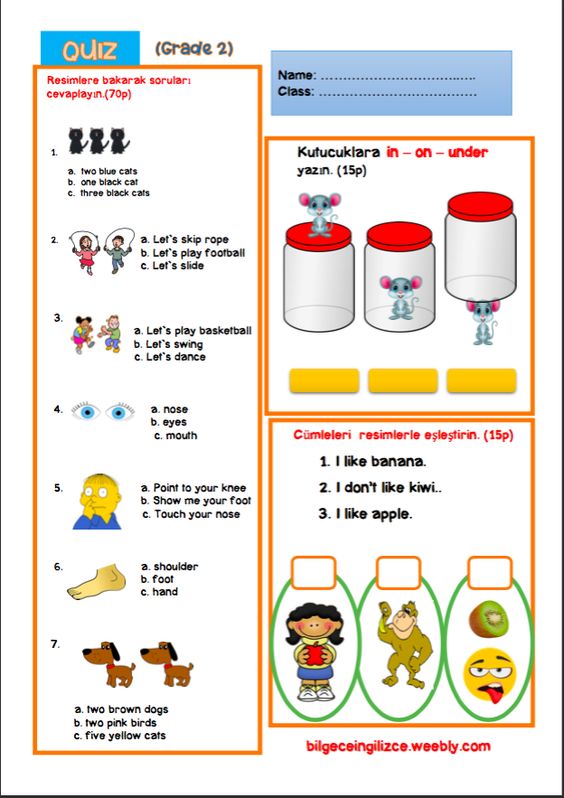 QUIZ (Grade 2)
Resimlere bakarak soruları
cevaplayın.(70p)
1.
a. two blue cats
b. one black cat
c. three black cats
2.
a. Let`s skip rope
b. Let`s play football
c. Let`s slide
3.
a. Let`s play basketball
b. Let`s swing
c. Let`s dance
4.
a. nose
b. eyes
c. mouth
5.
a. Point to your knee
b. Show me your foot
c. Touch your nose
6.
a. shoulder
b. foot
c. hand
7.
a. two brown dogs
b. two pink birds
c. five yellow cats
Name: ……………………………..….
Class: ………………………………
Kutucuklara in – on – under
yazın. (15p)
Cümleleri resimlerle eşleştirin. (15p)
1. I like banana.
2. I don't like kiwi..
3. I like apple.
bilgeceingilizce.weebly.com